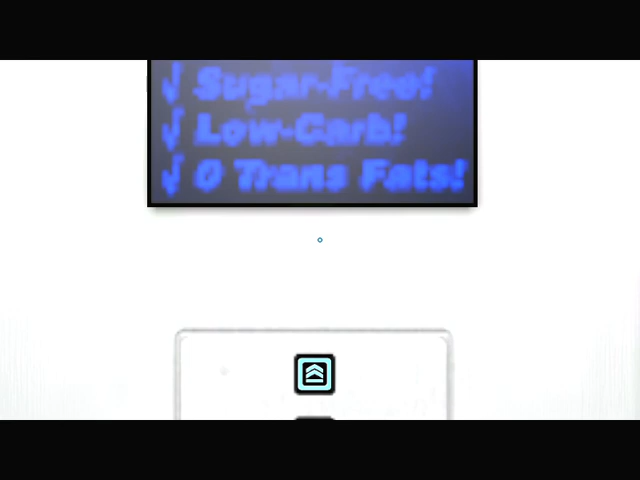 √ Sugar-Free!
√ Low-Carb!
√ 0 Trans Fats!